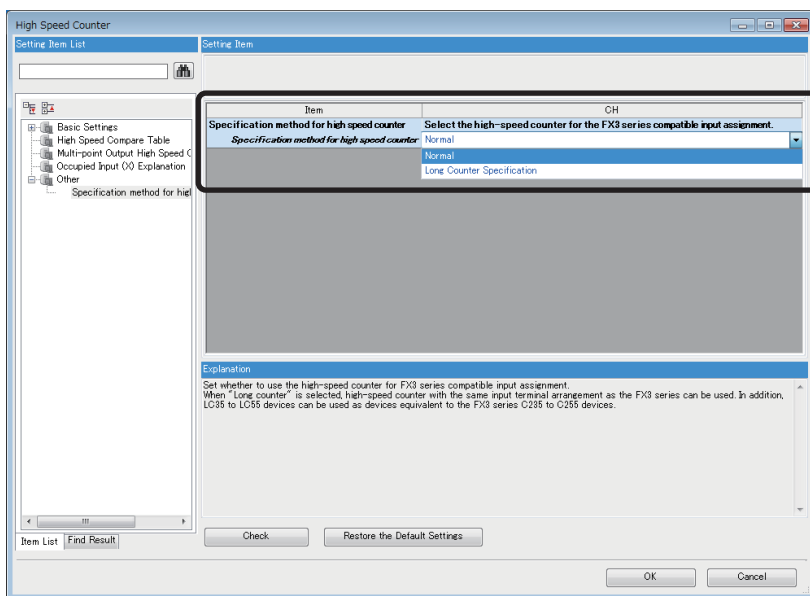 High Speed Counter
Setting Item List
Setting Item
Item
CH
Specification method for high speed counter
Select the high-speed counter for the FX3 series compatible input assignment.
Specification method for high speed counter
Normal
Normal
Long Counter Specification
Basic Settings
High Speed Compare Table
Multi-point Output High Speed C
Occupied Input (X) Explanation
Other
Specification method for higl
Explanation
Set whether to use the high-speed counter for FX3 series compatible input assignment.
When "Long counter" is selected, high-speed counter with the same input terminal arrangement as the FX3 series can be used. In addition,
LC35 to LC55 devices can be used as devices equivalent to the FX3 series C235 to C255 devices.
Item List
Find Result
Check
Restore the Default Settings
OK
Cancel